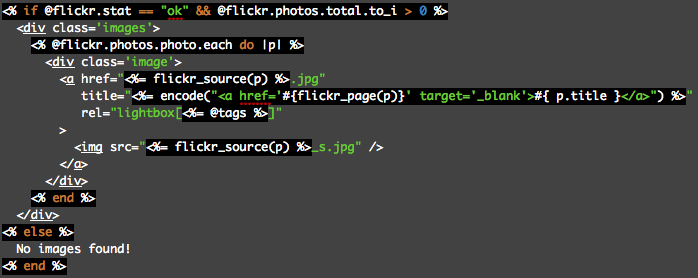 <% if @flickr.stat == "ok" && @flickr.photos.total.to_i > 0 %>
  <div class='images'>
    <% @flickr.photos.photo.each do |p| %>
      <div class='image'>
        <a href="<%= flickr_source(p) %>.jpg"
           title="<%= encode("<a href='#{flickr_page(p)}' target='_blank'>#{ p.title }</a>") %>"
           rel="lightbox[<%= @tags %>]"
        >
          <img src="<%= flickr_source(p) %>_s.jpg" />
        </a>
      </div>
    <% end %>
  </div>
<% else %>
  No images found!
<% end %>